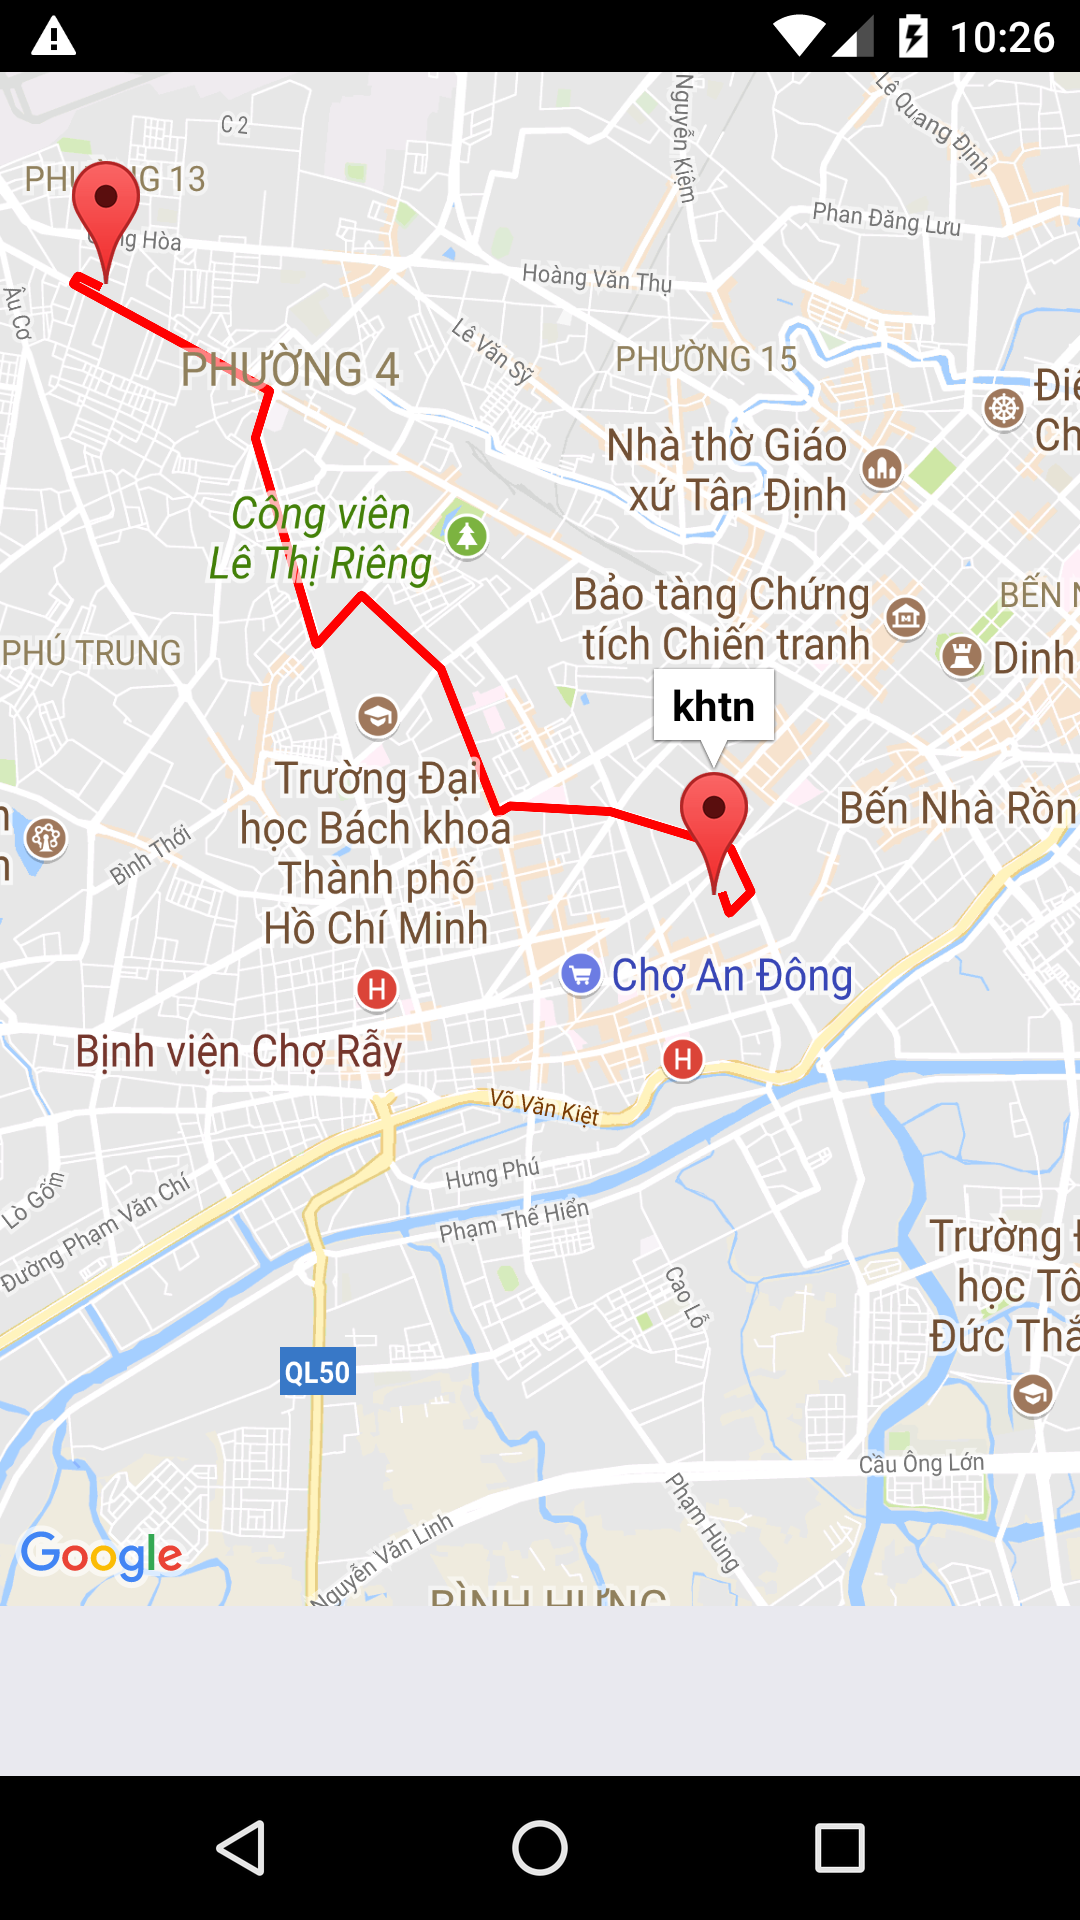 10:26
C 2
Nguyễn Kiệm
Lê Quang Định
PHƯỜNG 13
Cộng Hòa
Phan Đăng Lưu
Hoàng Văn Thụ
Âu Cơ
Lê Văn Sỹ
PHƯỜNG 15
PHƯỜNG 4
Điê
Ch
Nhà thờ Giáo
xứ Tân Định
Công viên
Lê Thị Riêng
Bảo tàng Chứng
tích Chiến tranh
BẾN N
PHÚ TRUNG
Dinh
khtn
Trường Đại
học Bách khoa
Thành phố
Hồ Chí Minh
Bến Nhà Rồn
Bình Thới
Chợ An Đông
H
Bịnh viện Chợ Rẫy
H
Võ Văn Kiệt
Hưng Phú
Lò Gốm
Đường Phạm Văn Chí
Phạm Thế Hiển
Cao Lỗ
Trường Đ
học Tô
Đức Thắ
QL50
Cầu Ông Lớn
Phạm Hùng
Nguyễn Văn Linh
Google
BÌNH HƯNG